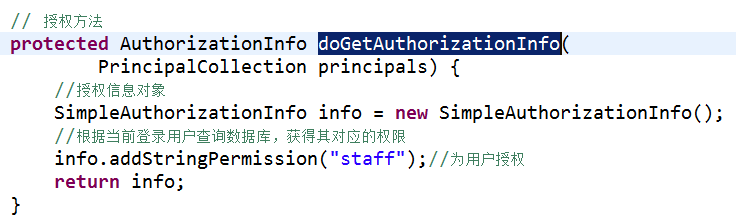 // 授权方法
protected AuthorizationInfo doGetAuthorizationInfo(
PrincipalCollection principals) {
//授权信息对象
SimpleAuthorizationInfo info = new SimpleAuthorizationInfo();
//根据当前登录用户查询数据库，获得其对应的权限
info.addStringPermission("staff");//为用户授权
return info;
}